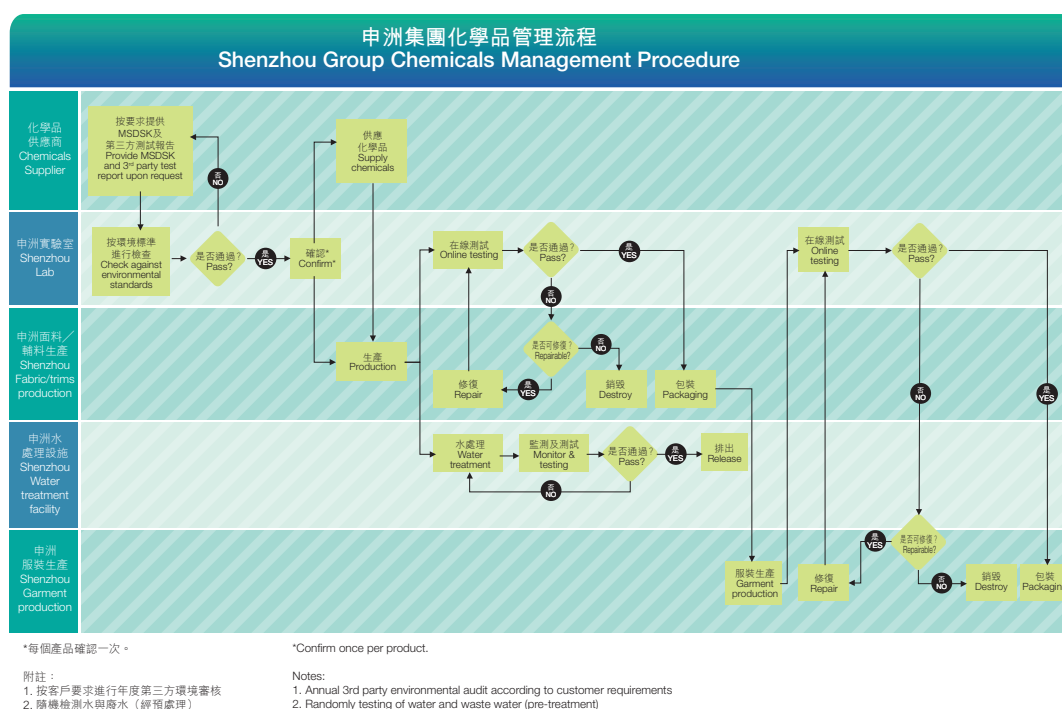 申洲集團化學品管理流程
Shenzhou Group Chemicals Management Procedure
化學品
供應商
Chemicals
Supplier
按要求提供
MSDSK及
第三方測試報告
Provide MSDSK
and 3rd party test
report upon request
否
NO
供應
化學品
Supply
chemicals
申洲實驗室
Shenzhou
Lab
按環境標準
進行檢查
Check against
environmental
standards
是否通過?
Pass?
是
YES
確認*
Confirm*
在線測試
Online testing
是否通過?
Pass?
是
YES
否
NO
在線測試
Online
testing
是否通過?
Pass?
申洲面料／
輔料生產
Shenzhou
Fabric/trims
production
生產
Production
是否可修復？
Repairable?
否
NO
修復
Repair
是
YES
銷毀
Destroy
包裝
Packaging
否
NO
是
YES
申洲水
處理設施
Shenzhou
Water
treatment
facility
水處理
Water
treatment
監測及測試
Monitor &
testing
是否通過?
Pass?
是
YES
排出
Release
否
NO
申洲
服裝生產
Shenzhou
Garment
production
服裝生產
Garment
production
修復
Repair
是
YES
是否可修復？
Repairable?
否
NO
銷毀
Destroy
包裝
Packaging
*每個產品確認一次。
*Confirm once per product.
附註：
1. 按客戶要求進行年度第三方環境審核
2. 隨機檢測水與廢水（經預處理）
Notes:
1. Annual 3rd party environmental audit according to customer requirements
2. Randomly testing of water and waste water (pre-treatment)